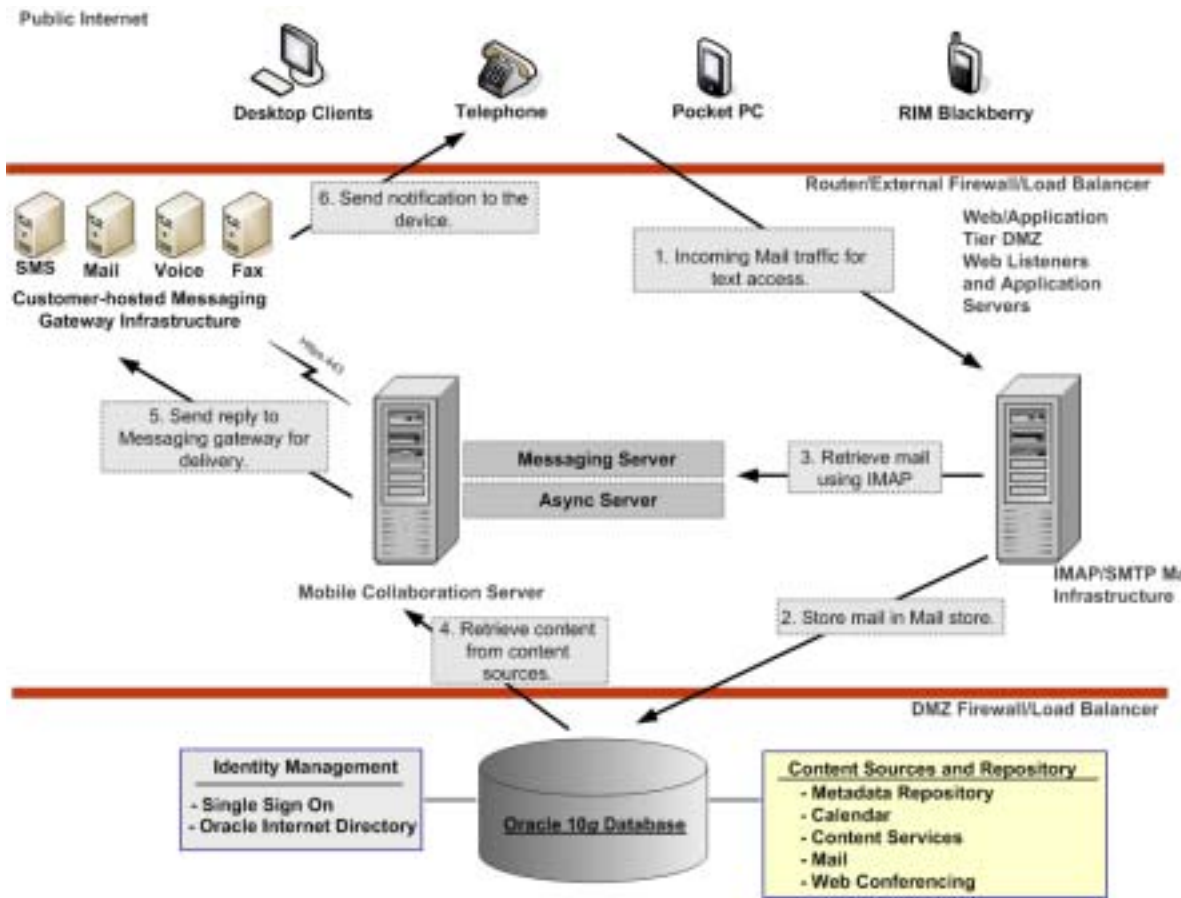 Public Internet
Desktop Clients
Telephone
Pocket PC
RIM Blackberry
Router/External Firewall/Load Balancer
6. Send notification to the
device.
1. Incoming Mail traffic for
text access.
Web/Application
Tier DMZ
Web Listeners
and Application
Servers
SMS
Mail
Voice
Fax
Customer-hosted Messaging
Gateway Infrastructure
5. Send reply to
Messaging gateway for
delivery.
Messaging Server
Async Server
3. Retrieve mail
using IMAP
Mobile Collaboration Server
IMAP/SMTP Ma
Infrastructure
2. Store mail in Mail store.
4. Retrieve content
from content
sources.
DMZ Firewall/Load Balancer
Identity Management
- Single Sign On
- Oracle Internet Directory
Oracle 10g Database
Content Sources and Repository
- Metadata Repository
- Calendar
- Content Services
- Mail
- Web Conferencing